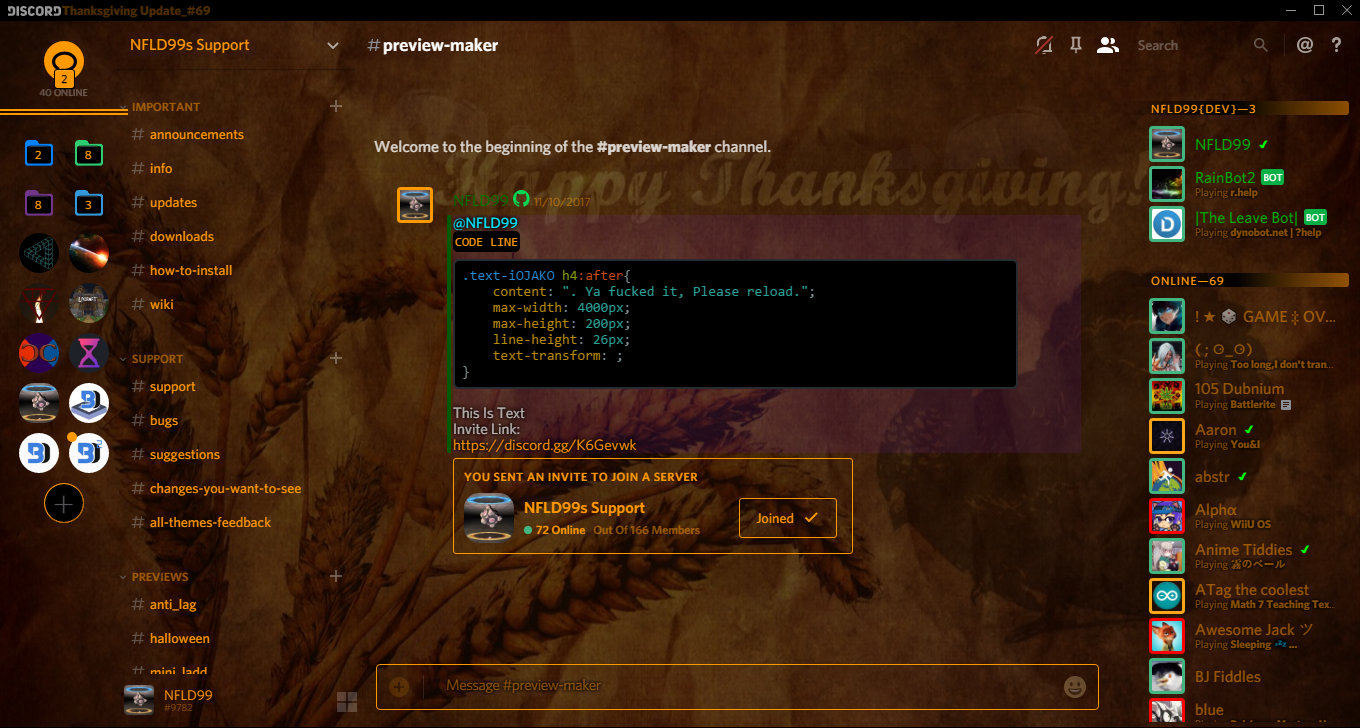 DISCORD Thanksgiving Update_#69
2
40 ONLINE
2
8
8
3
NFLD99s Support
IMPORTANT
# announcements
# info
# updates
# downloads
# how-to-install
# wiki
SUPPORT
# support
# bugs
# suggestions
# changes-you-want-to-see
# all-themes-feedback
PREVIEWS
# anti_lag
# halloween
# mini_ladd
NFLD99
#9782
#preview-maker
Search
Happy Thanksgiving!
Welcome to the beginning of the #preview-maker channel.
NFLD99 11/10/2017
@NFLD99
CODE LINE
.text-iOJAKO h4:after{
content: ". Ya fucked it, Please reload.";
max-width: 4000px;
max-height: 200px;
line-height: 26px;
text-transform: ;
}
This Is Text
Invite Link:
https://discord.gg/K6Gevwk
YOU SENT AN INVITE TO JOIN A SERVER
NFLD99s Support
72 Online Out Of 166 Members
Joined
Message #preview-maker
NFLD99{DEV}—3
NFLD99
RainBot2 BOT
Playing r.help
|The Leave Bot| BOT
Playing dynobot.net | ?help
ONLINE—69
! ★ 🎲 GAME ‡ OV...
( ; ʘ_ʘ)
Playing Too long,I don't tran...
105 Dubnium
Playing Battlerite
Aaron
Playing You&I
abstr
Alphα
Playing WiiU OS
Anime Tiddies
Playing のベール
ATag the coolest
Playing Math 7 Teaching Tex...
Awesome Jack ツ
Playing Sleeping 💤 ...
BJ Fiddles
blue